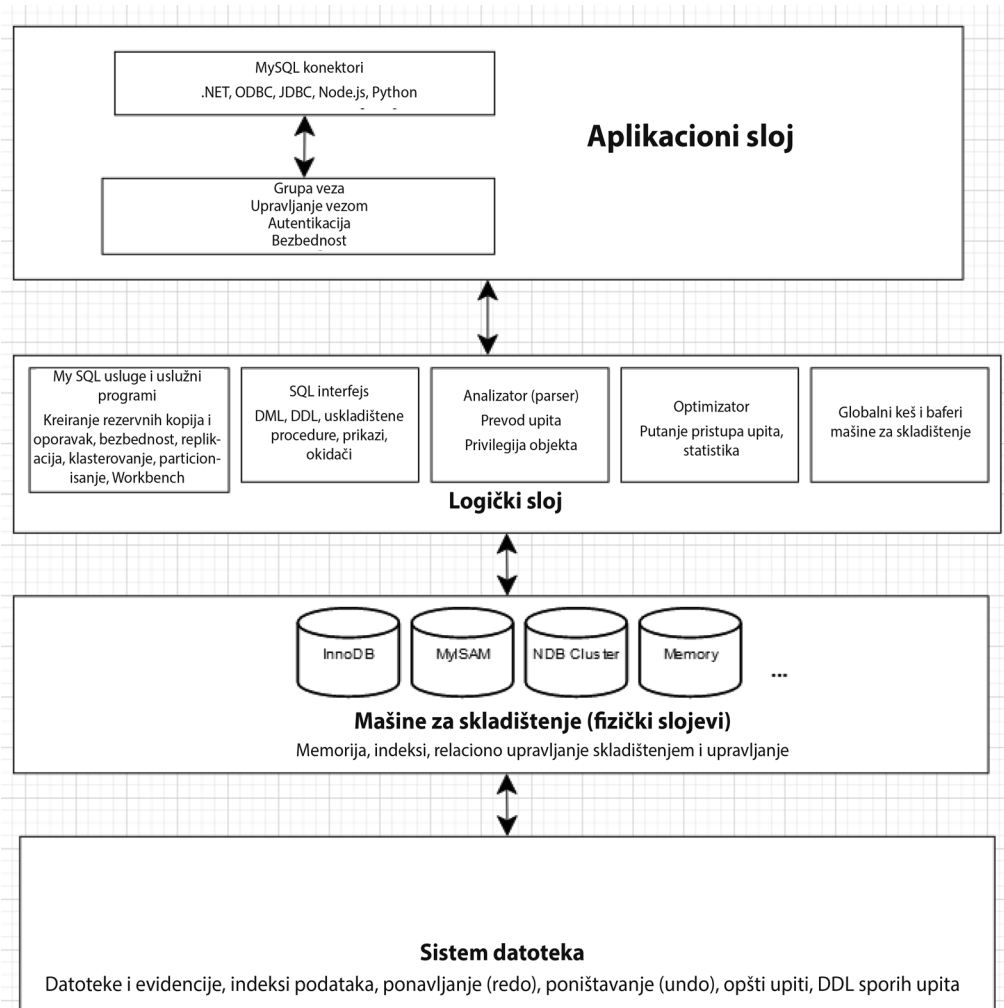 MySQL konektori
.NET, ODBC, JDBC, Node.js, Python
Aplikacioni sloj
Grupa veza
Upravljanje vezom
Autentikacija
Bezbednost
My SQL usluge i uslužni
programi
Kreiranje rezervnih kopija i
oporavak, bezbednost, replik-
acija, klasterovanje, particion-
isanje, Workbench
SQL interfejs
DML, DDL, uskladištene
procedure, prikazi,
okidači
Analizator (parser)
Prevod upita
Privilegija objekta
Optimizator
Putanje pristupa upita,
statistika
Globalni keš i baferi
mašine za skladištenje
Logički sloj
InnoDB
MyISAM
NDB Cluster
Memory
...
Mašine za skladištenje (fizički slojevi)
Memorija, indeksi, relaciono upravljanje skladištenjem i upravljanje
Sistem datoteka
Datoteke i evidencije, indeksi podataka, ponavljanje (redo), poništavanje (undo), opšti upiti, DDL sporih upita